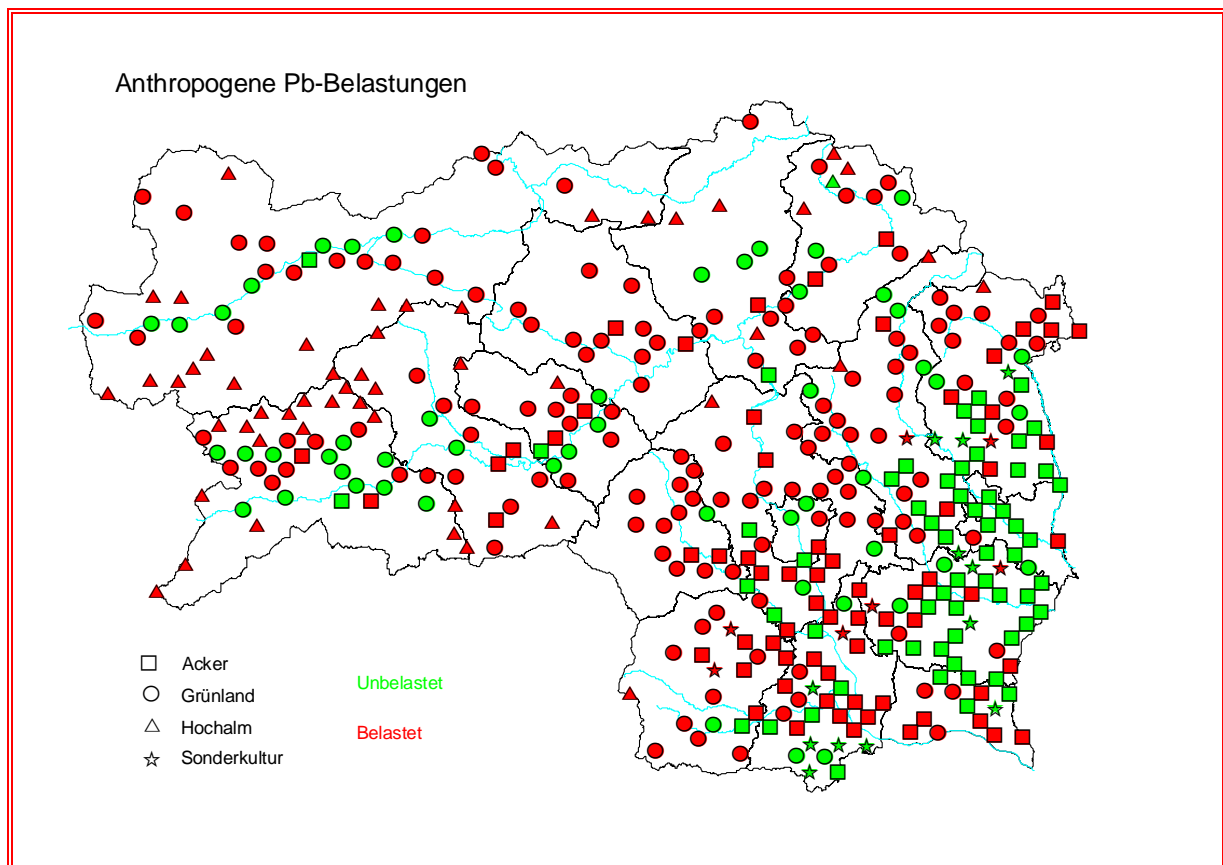 Anthropogene Pb-Belastungen
Acker
Grünland
Hochalm
Sonderkultur
Unbelastet
Belastet